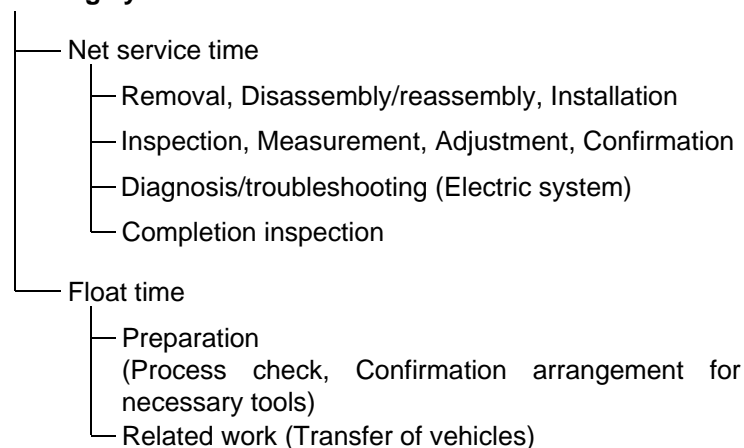 Net service time
Removal, Disassembly/reassembly, Installation
Inspection, Measurement, Adjustment, Confirmation
Diagnosis/troubleshooting (Electric system)
Completion inspection
Float time
Preparation
(Process check, Confirmation arrangement for
necessary tools)
Related work (Transfer of vehicles)